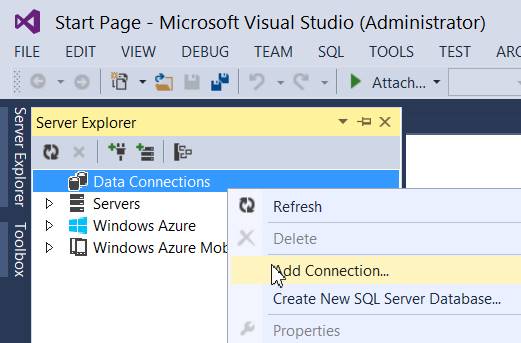 Start Page - Microsoft Visual Studio (Administrator)
FILE EDIT VIEW DEBUG TEAM SQL TOOLS TEST
Attach...
Server Explorer
Toolbox
Server Explorer
Data Connections
Servers
Windows Azure
Windows Azure Mob
Refresh
Delete
Add Connection...
Create New SQL Server Database...
Properties